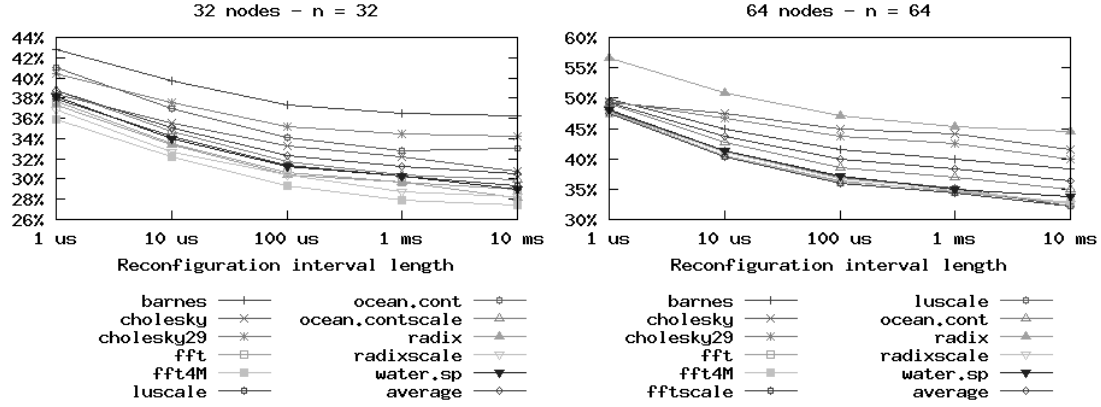 32 nodes - n = 32
44%
42%
40%
38%
36%
34%
32%
30%
28%
26%
1 us 10 us 100 us 1 ms 10 ms
Reconfiguration interval length
barnes ocean.cont
cholesky ocean.contscale
cholesky29 radix
fft radixscale
fft4M water.sp
luscale average
64 nodes - n = 64
60%
55%
50%
45%
40%
35%
30%
1 us 10 us 100 us 1 ms 10 ms
Reconfiguration interval length
barnes luscale
cholesky ocean.cont
cholesky29 radix
fft radixscale
fft4M water.sp
fftscale average